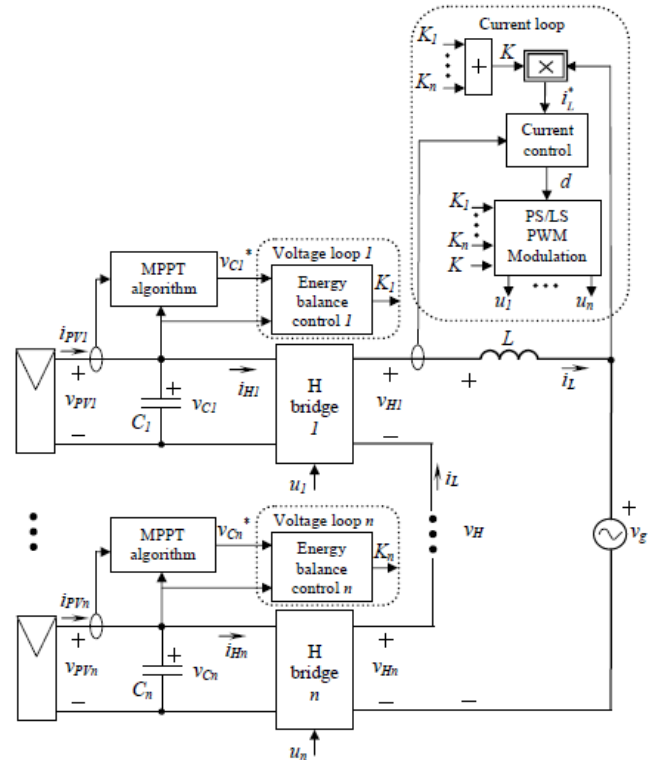 Current loop
K1
Kn
+
K
×
iL*
Current
control
d
K1
Kn
K
PS/LS
PWM
Modulation
u1
un
MPPT
algorithm
vC1*
Voltage loop 1
Energy
balance
control 1
K1
iPV1
+
vPV1
−
C1
+
vC1
iH1
H
bridge
1
u1
+
vH1
−
+
L
iL
iL
vH
−
+
vg
MPPT
algorithm
vCn*
Voltage loop n
Energy
balance
control n
Kn
iPVn
+
vPVn
−
Cn
+
vCn
iHn
H
bridge
n
un
+
vHn
−